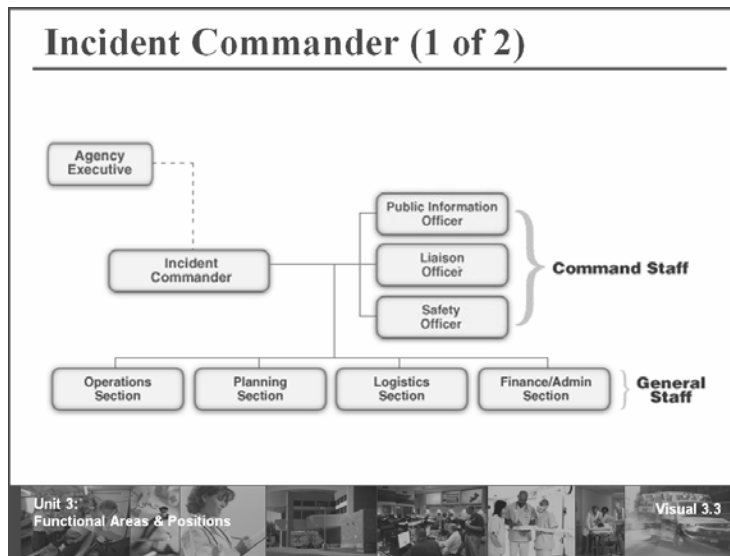 Incident Commander (1 of 2)
Agency
Executive
Incident
Commander
Public Information
Officer
Liaison
Officer
Safety
Officer
Command Staff
Operations
Section
Planning
Section
Logistics
Section
Finance/Admin
Section
General
Staff
Unit 3:
Functional Areas & Positions
Visual 3.3